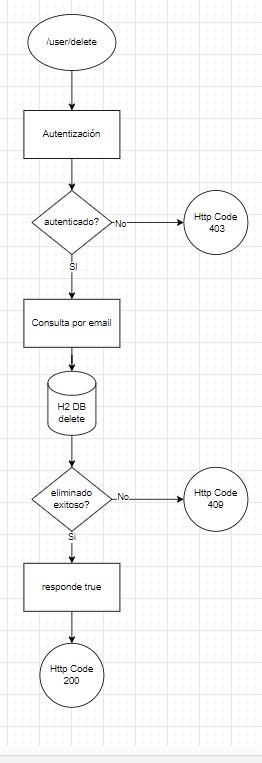 /user/delete
Autentización
autenticado?
No
Http Code
403
SI
Consulta por email
H2 DB
delete
eliminado
exitoso?
No
Http Code
409
Si
responde true
Http Code
200